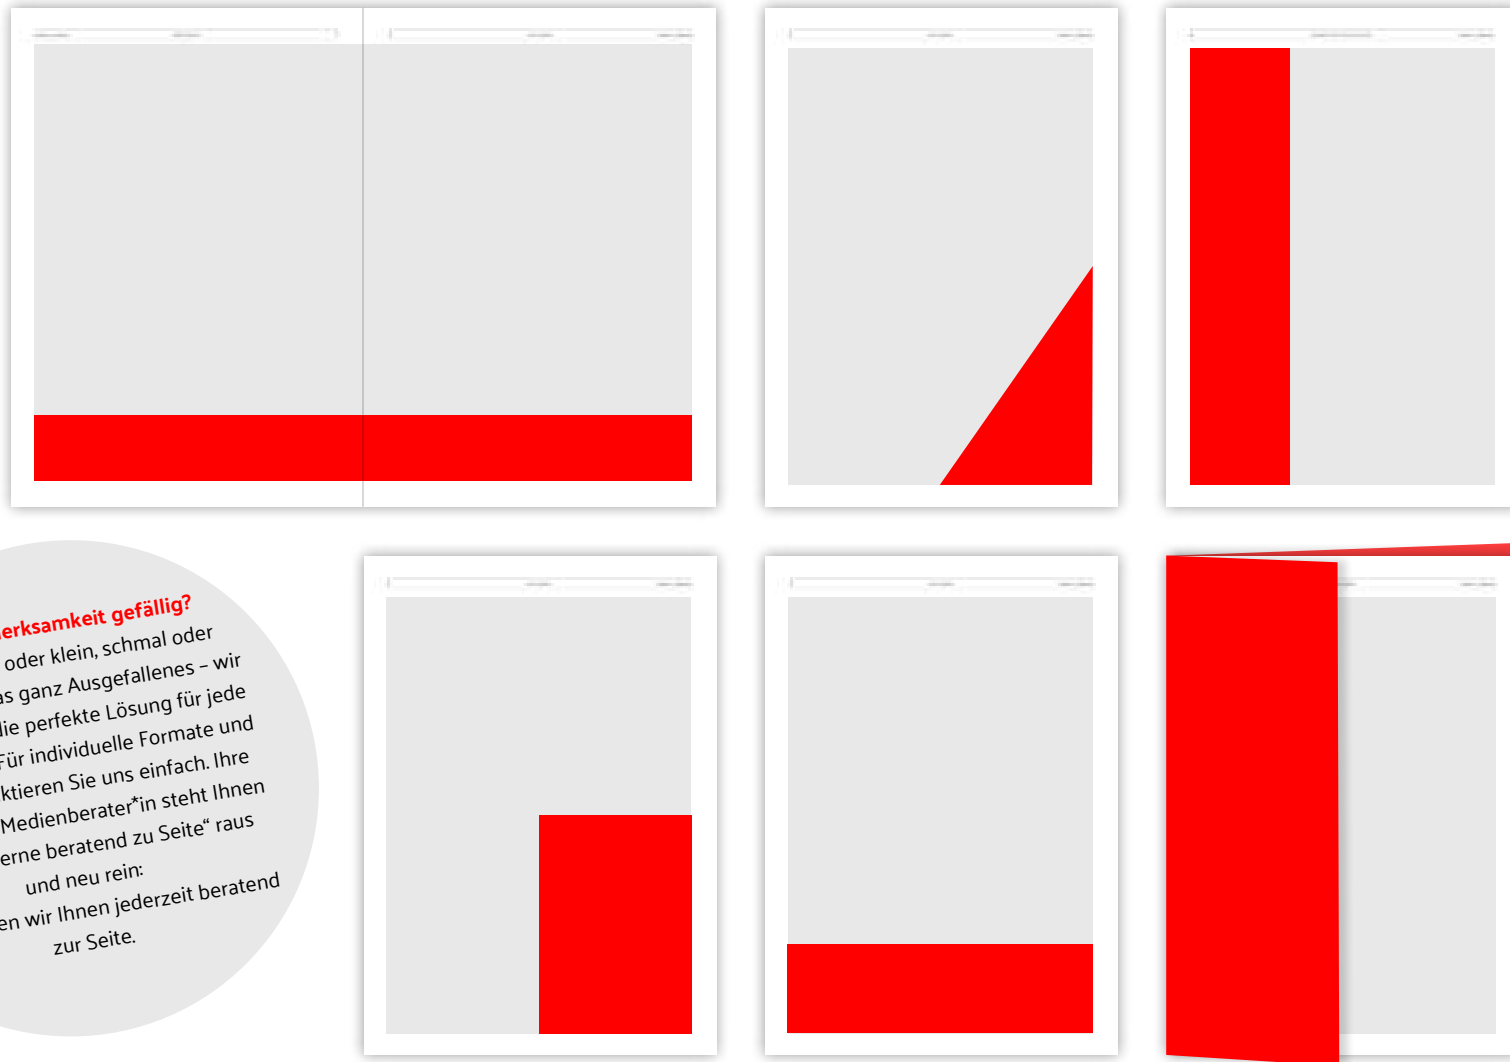 erksamkeit gefällig?
oder klein, schmal oder
as ganz Ausgefallenes – wir
die perfekte Lösung für jede
Für individuelle Formate und
ktieren Sie uns einfach. Ihre
Medienberater*in steht Ihnen
erne beratend zu Seite“ raus
und neu rein:
en wir Ihnen jederzeit beratend
zur Seite.